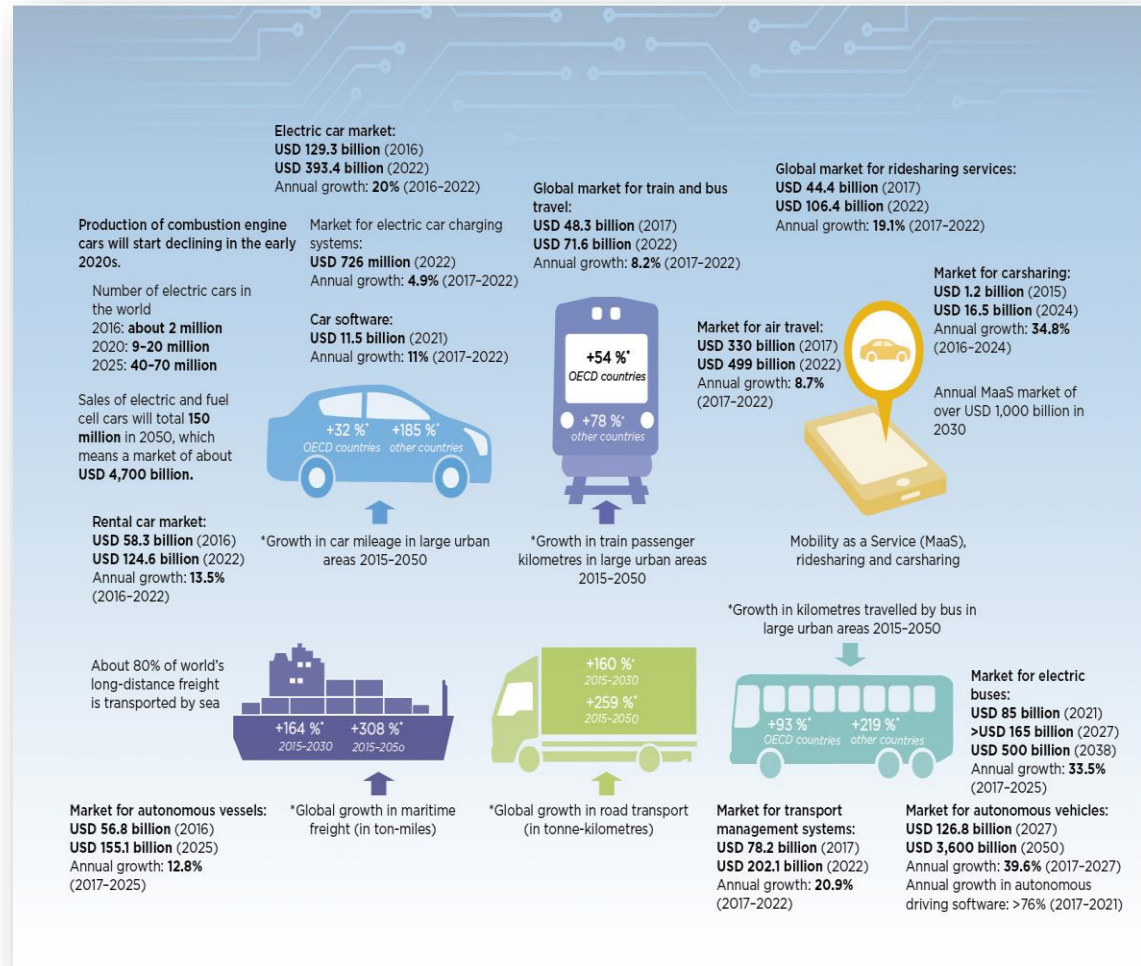 Electric car market:
USD 129.3 billion (2016)
USD 393.4 billion (2022)
Annual growth: 20% (2016–2022)
Global market for ridesharing services:
USD 44.4 billion (2017)
USD 106.4 billion (2022)
Annual growth: 19.1% (2017–2022)
Global market for train and bus
travel:
USD 48.3 billion (2017)
USD 71.6 billion (2022)
Annual growth: 8.2% (2017–2022)
Production of combustion engine
cars will start declining in the early
2020s.
Market for electric car charging
systems:
USD 726 million (2022)
Annual growth: 4.9% (2017–2022)
Number of electric cars in
the world
2016: about 2 million
2020: 9–20 million
2025: 40–70 million
Car software:
USD 11.5 billion (2021)
Annual growth: 11% (2017–2022)
Market for carsharing:
USD 1.2 billion (2015)
USD 16.5 billion (2024)
Annual growth: 34.8%
(2016–2024)
Market for air travel:
USD 330 billion (2017)
USD 499 billion (2022)
Annual growth: 8.7%
(2017–2022)
+54 %*
OECD countries
+78 %*
other countries
Annual MaaS market of
over USD 1,000 billion in
2030
Sales of electric and fuel
cell cars will total 150
million in 2050, which
means a market of about
USD 4,700 billion.
+32 %* +185 %*
OECD countries other countries
Rental car market:
USD 58.3 billion (2016)
USD 124.6 billion (2022)
Annual growth: 13.5%
(2016–2022)
*Growth in car mileage in large urban
areas 2015–2050
*Growth in train passenger
kilometres in large urban areas
2015–2050
Mobility as a Service (MaaS),
ridesharing and carsharing
*Growth in kilometres travelled by bus in
large urban areas 2015–2050
About 80% of world's
long-distance freight
is transported by sea
+164 %* +308 %*
2015-2030 2015-205o
+160 %*
2015-2030
+259 %*
2015-2050
+93 %* +219 %*
OECD countries other countries
Market for electric
buses:
USD 85 billion (2021)
>USD 165 billion (2027)
USD 500 billion (2038)
Annual growth: 33.5%
(2017–2025)
Market for autonomous vessels:
USD 56.8 billion (2016)
USD 155.1 billion (2025)
Annual growth: 12.8%
(2017–2025)
*Global growth in maritime
freight (in ton-miles)
*Global growth in road transport
(in tonne-kilometres)
Market for transport
management systems:
USD 78.2 billion (2017)
USD 202.1 billion (2022)
Annual growth: 20.9%
(2017–2022)
Market for autonomous vehicles:
USD 126.8 billion (2027)
USD 3,600 billion (2050)
Annual growth: 39.6% (2017–2027)
Annual growth in autonomous
driving software: >76% (2017–2021)